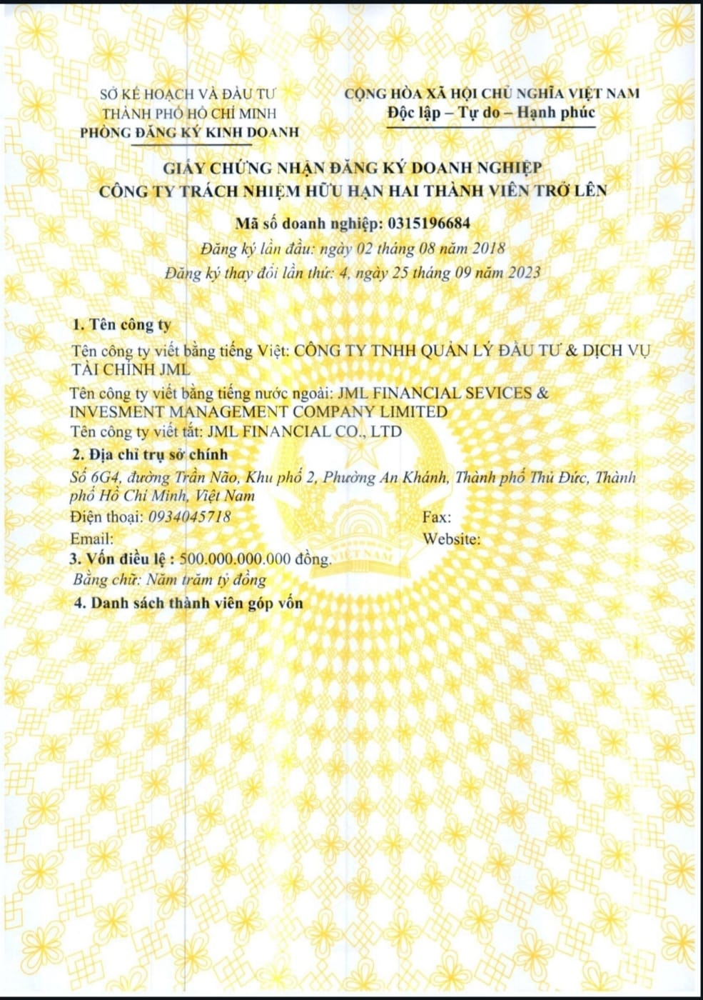 SỞ KẾ HOẠCH VÀ ĐẦU TƯ
THÀNH PHỐ HỒ CHÍ MINH
PHÒNG ĐĂNG KÝ KINH DOANH
CỘNG HÒA XÃ HỘI CHỦ NGHĨA VIỆT NAM
Độc lập – Tự do – Hạnh phúc
GIẤY CHỨNG NHẬN ĐĂNG KÝ DOANH NGHIỆP
CÔNG TY TRÁCH NHIỆM HỮU HẠN HAI THÀNH VIÊN TRỞ LÊN
Mã số doanh nghiệp: 0315196684
Đăng ký lần đầu: ngày 02 tháng 08 năm 2018
Đăng ký thay đổi lần thứ: 4, ngày 25 tháng 09 năm 2023
1. Tên công ty
Tên công ty viết bằng tiếng Việt: CÔNG TY TNHH QUẢN LÝ ĐẦU TƯ & DỊCH VỤ
TÀI CHÍNH JML
Tên công ty viết bằng tiếng nước ngoài: JML FINANCIAL SEVICES &
INVESMENT MANAGEMENT COMPANY LIMITED
Tên công ty viết tắt: JML FINANCIAL CO., LTD
2. Địa chỉ trụ sở chính
Số 6G4, đường Trần Não, Khu phố 2, Phường An Khánh, Thành phố Thủ Đức, Thành
phố Hồ Chí Minh, Việt Nam
Điện thoại: 0934045718 Fax:
Email: Website:
VIỆT NAM
3. Vốn điều lệ : 500.000.000.000 đồng.
Bằng chữ: Năm trăm tỷ đồng
4. Danh sách thành viên góp vốn